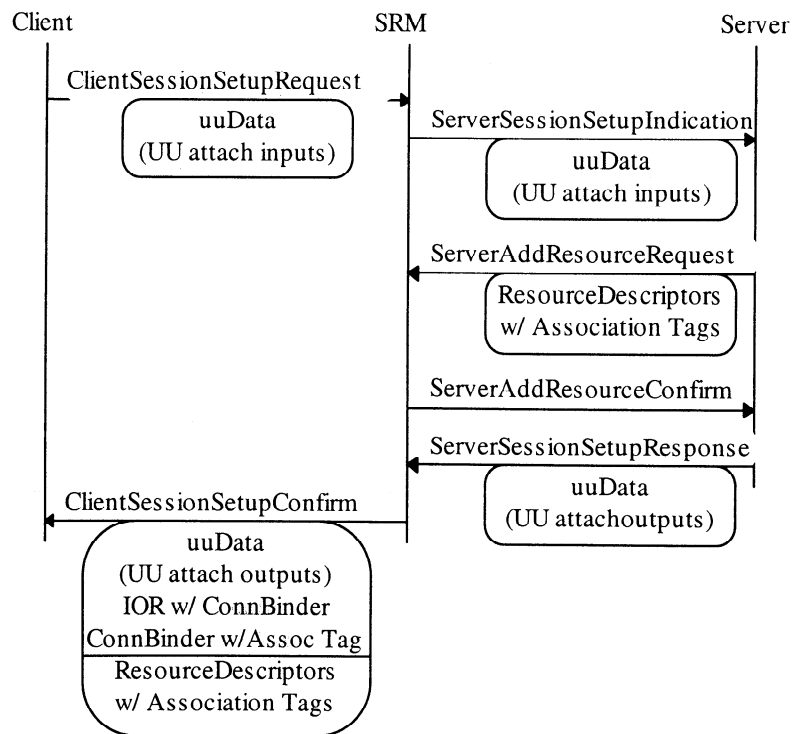 Client
SRM
Server
ClientSessionSetupRequest
uuData
(UU attach inputs)
ServerSessionSetupIndication
uuData
(UU attach inputs)
ServerAddResourceRequest
ResourceDescriptors
w/ Association Tags
ServerAddResourceConfirm
ServerSessionSetupResponse
uuData
(UU attachoutputs)
ClientSessionSetupConfirm
uuData
(UU attach outputs)
IOR w/ ConnBinder
ConnBinder w/Assoc Tag
ResourceDescriptors
w/ Association Tags